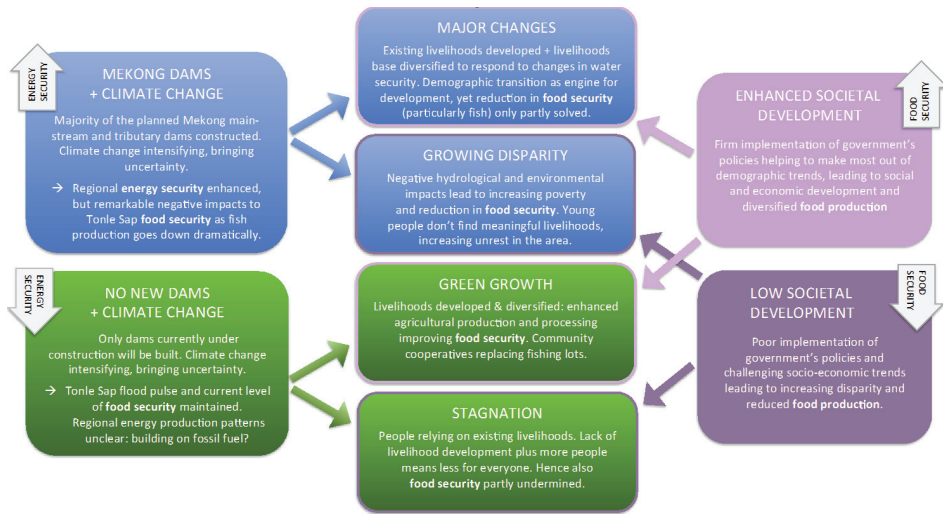 ENERGY
SECURITY
MEKONG DAMS
+ CLIMATE CHANGE
Majority of the planned Mekong main-
stream and tributary dams constructed.
Climate change intensifying, bringing
uncertainty.
→ Regional energy security enhanced,
but remarkable negative impacts to
Tonle Sap food security as fish
production goes down dramatically.
ENERGY
SECURITY
NO NEW DAMS
+ CLIMATE CHANGE
Only dams currently under
construction will be built. Climate change
intensifying, bringing uncertainty.
→ Tonle Sap flood pulse and current level
of food security maintained.
Regional energy production patterns
unclear: building on fossil fuel?
MAJOR CHANGES
Existing livelihoods developed + livelihoods
base diversified to respond to changes in water
security. Demographic transition as engine for
development, yet reduction in food security
(particularly fish) only partly solved.
GROWING DISPARITY
Negative hydrological and environmental
impacts lead to increasing poverty
and reduction in food security. Young
people don't find meaningful livelihoods,
increasing unrest in the area.
GREEN GROWTH
Livelihoods developed & diversified: enhanced
agricultural production and processing
improving food security. Community
cooperatives replacing fishing lots.
STAGNATION
People relying on existing livelihoods. Lack of
livelihood development plus more people
means less for everyone. Hence also
food security partly undermined.
FOOD
SECURITY
ENHANCED SOCIETAL
DEVELOPMENT
Firm implementation of government's
policies helping to make most out of
demographic trends, leading to social
and economic development and
diversified food production
FOOD
SECURITY
LOW SOCIETAL
DEVELOPMENT
Poor implementation of
government's policies and
challenging socio-economic trends
leading to increasing disparity and
reduced food production.